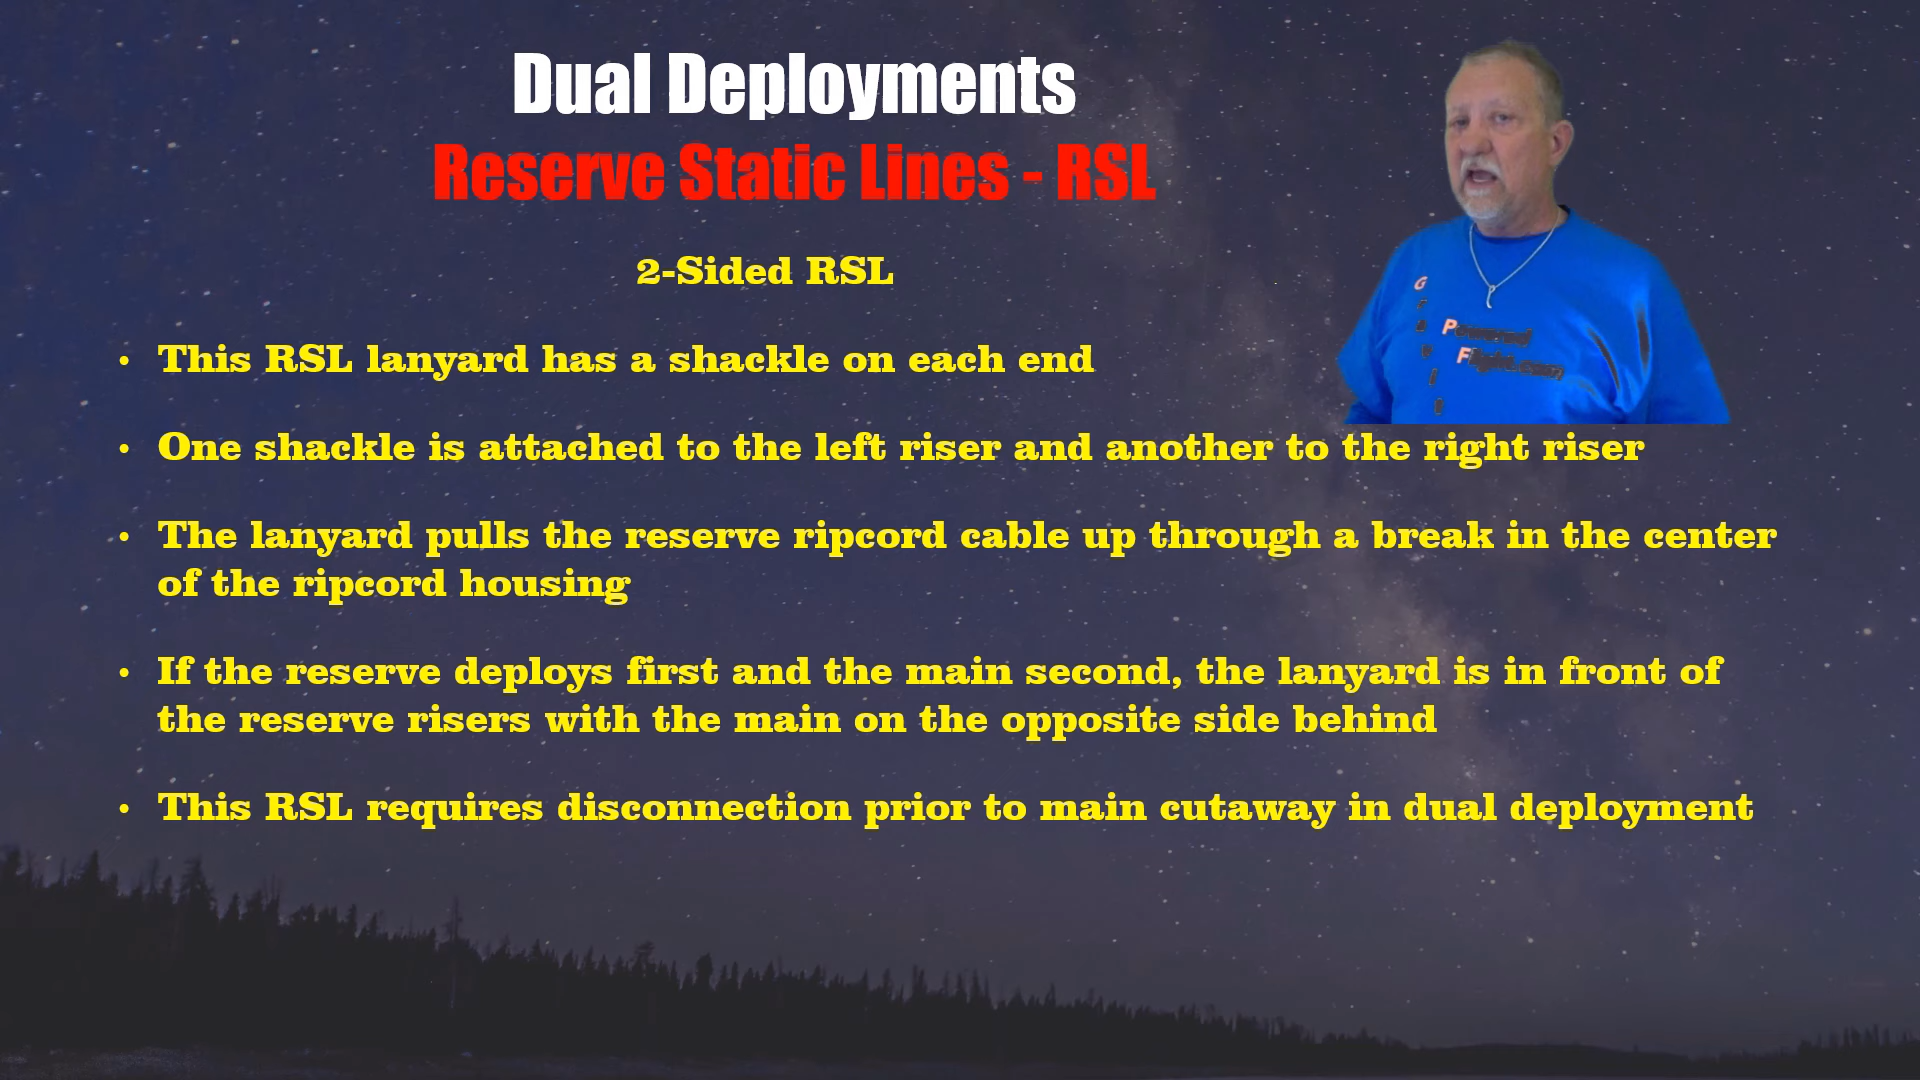 Dual Deployments
Reserve Static Lines - RSL
2-Sided RSL
• This RSL lanyard has a shackle on each end
• One shackle is attached to the left riser and another to the right riser
• The lanyard pulls the reserve ripcord cable up through a break in the center
of the ripcord housing
• If the reserve deploys first and the main second, the lanyard is in front of
the reserve risers with the main on the opposite side behind
• This RSL requires disconnection prior to main cutaway in dual deployment
Powered
Flight.com